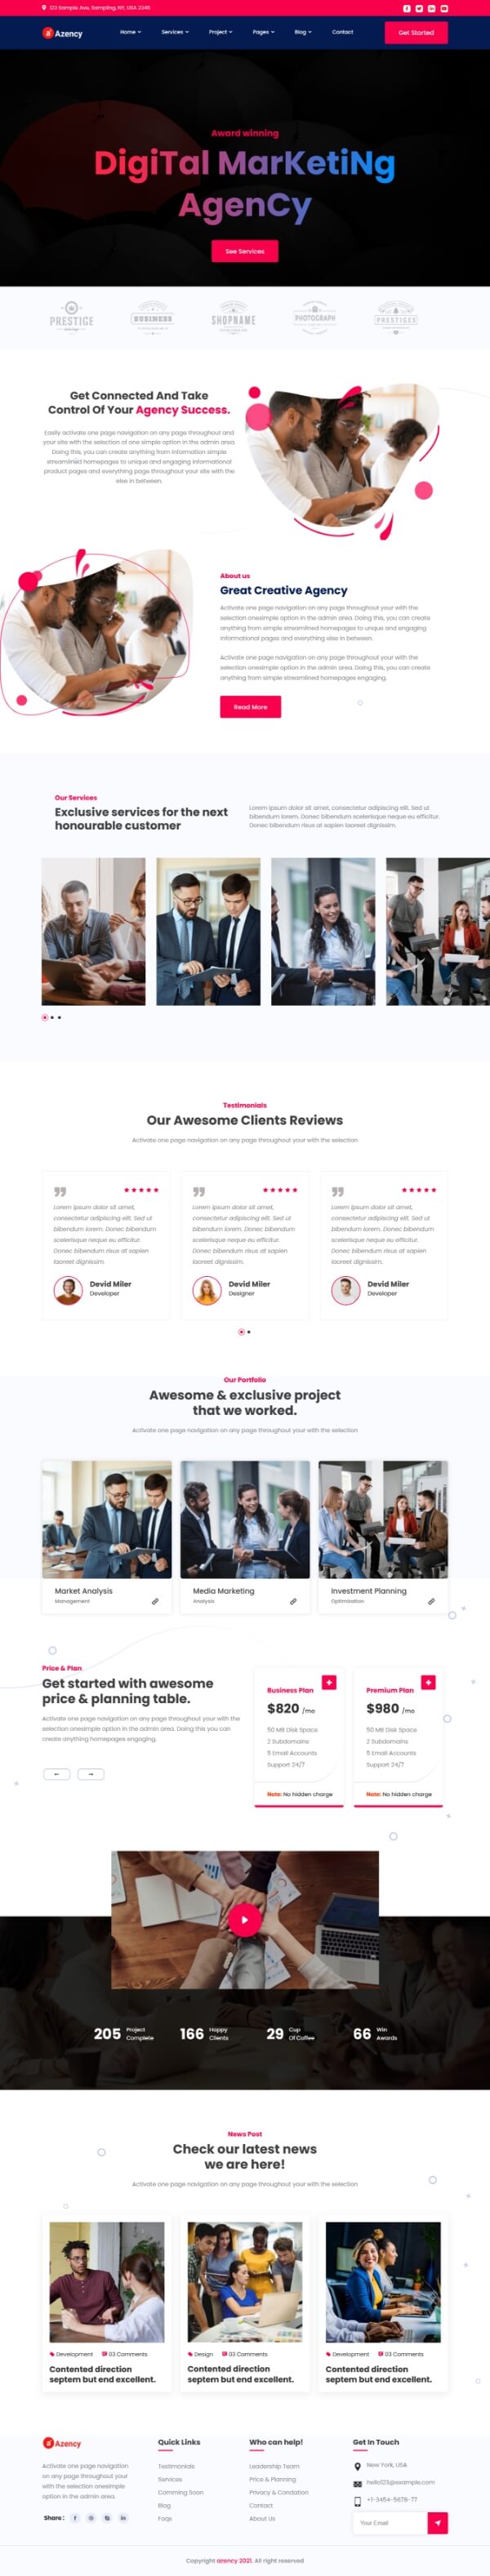 123 Sample Ave, Sampling, NY, USA 2345
Azency
Home
Services
Project
Pages
Blog
Contact
Get Started
Award winning
DigiTal MarKetiNg
AgenCy
See Services
PRESTIGE
BUSINESS
SHOPNAME
PHOTOGRAPH
PRESTIGES
Get Connected And Take
Control Of Your Agency Success.
Easily activate one page navigation on any page throughout and
your site with the selection of one simple option in the admin area
Doing this, you can create anything from information simple
streamlined homepages to unique and engaging informational
product pages and everything page throughout your site with the
else in between.
About us
Great Creative Agency
Activate one page navigation on any page throughout your with the
selection onesimple option in the admin area. Doing this, you can create
anything from simple streamlined homepages to unique and engaging
informational pages and everything else in between.
Activate one page navigation on any page throughout your with the
selection onesimple option in the admin area. Doing this, you can create
anything from simple streamlined homepages engaging.
Read More
Our Services
Exclusive services for the next
honourable customer
Lorem ipsum dolor sit amet, consectetur adipiscing elit. Sed ut
bibendum lorem. Donec bibendum scelerisque neque eu efficitur.
Donec bibendum risus at sapien laoreet dignissim.
Testimonials
Our Awesome Clients Reviews
Activate one page navigation on any page throughout your with the selection
Lorem ipsum dolor sit amet,
consectetur adipiscing elit. Sed ut
bibendum lorem. Donec bibendum
scelerisque neque eu efficitur.
Donec bibendum risus at sapien
laoreet dignissim.
Devid Miler
Developer
Lorem ipsum dolor sit amet,
consectetur adipiscing elit. Sed ut
bibendum lorem. Donec bibendum
scelerisque neque eu efficitur.
Donec bibendum risus at sapien
laoreet dignissim.
Devid Miler
Designer
Lorem ipsum dolor sit amet,
consectetur adipiscing elit. Sed ut
bibendum lorem. Donec bibendum
scelerisque neque eu efficitur.
Donec bibendum risus at sapien
laoreet dignissim.
Devid Miler
Developer
Our Portfolio
Awesome & exclusive project
that we worked.
Activate one page navigation on any page throughout your with the selection
Market Analysis
Management
Media Marketing
Analysis
Investment Planning
Optimization
Price & Plan
Get started with awesome
price & planning table.
Activate one page navigation on any page throughout your with the
selection onesimple option in the admin area. Doing this you can
create anything homepages engaging.
Business Plan
$820 /mo
50 MB Disk Space
2 Subdomains
5 Email Accounts
Support 24/7
Note: No hidden charge
Premium Plan
$980 /mo
50 MB Disk Space
2 Subdomains
5 Email Accounts
Support 24/7
Note: No hidden charge
205 Project
Complete
166 Happy
Clients
29 Cup
Of Coffee
66 Win
Awards
News Post
Check our latest news
we are here!
Activate one page navigation on any page throughout your with the selection
Development 03 Comments
Contented direction
septem but end excellent.
Design 03 Comments
Contented direction
septem but end excellent.
Development 03 Comments
Contented direction
septem but end excellent.
Azency
Activate one page navigation
on any page throughout your
with the selection onesimple
option in the admin area.
Share :
Quick Links
Testimonials
Services
Comming Soon
Blog
Faqs
Who can help!
Leadership Team
Price & Planning
Privacy & Condation
Contact
About Us
Get In Touch
New York, USA
hello123@example.com
+1-3454-5678-77
Your Email
Copyright azency 2021. All right reserved